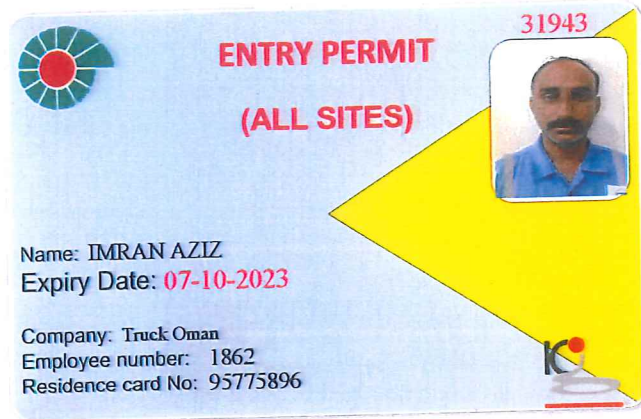 31943
ENTRY PERMIT
(ALL SITES)
Name: IMRAN AZIZ
Expiry Date: 07-10-2023
Company: Truck Oman
Employee number: 1862
Residence card No: 95775896